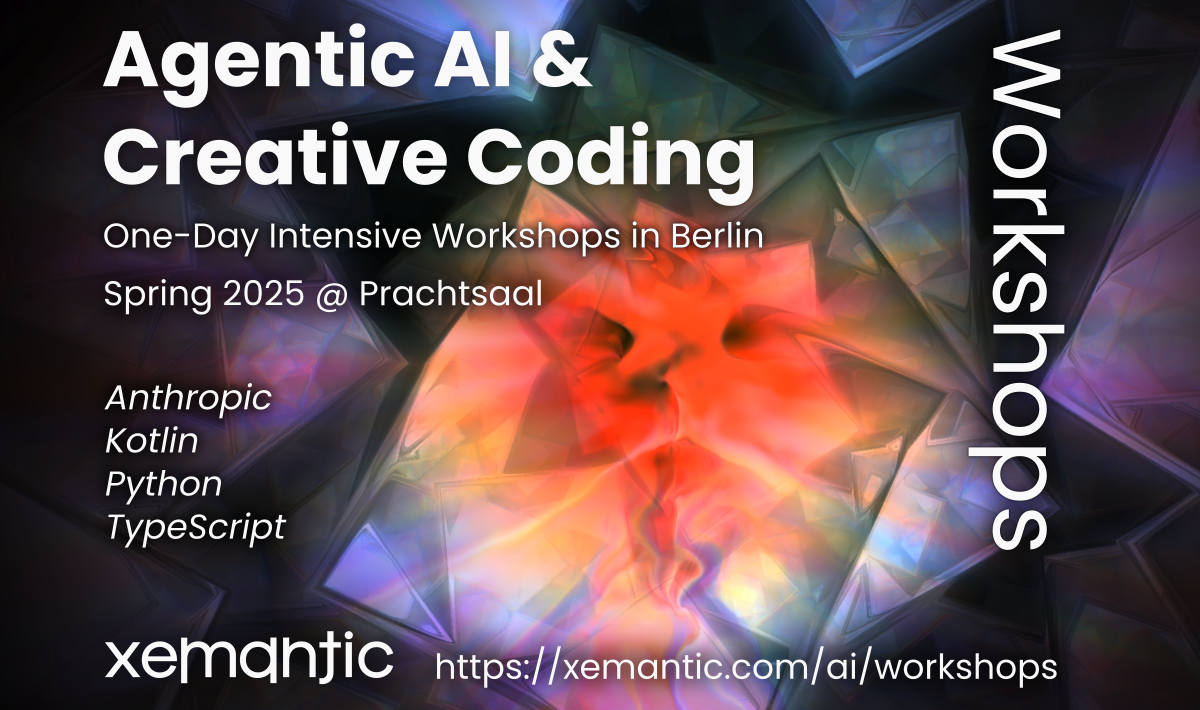 Agentic AI &
Creative Coding
One-Day Intensive Workshops in Berlin
Spring 2025 @ Prachtsaal
Anthropic
Kotlin
Python
TypeScript
xemantic
https://xemantic.com/ai/workshops
Workshops